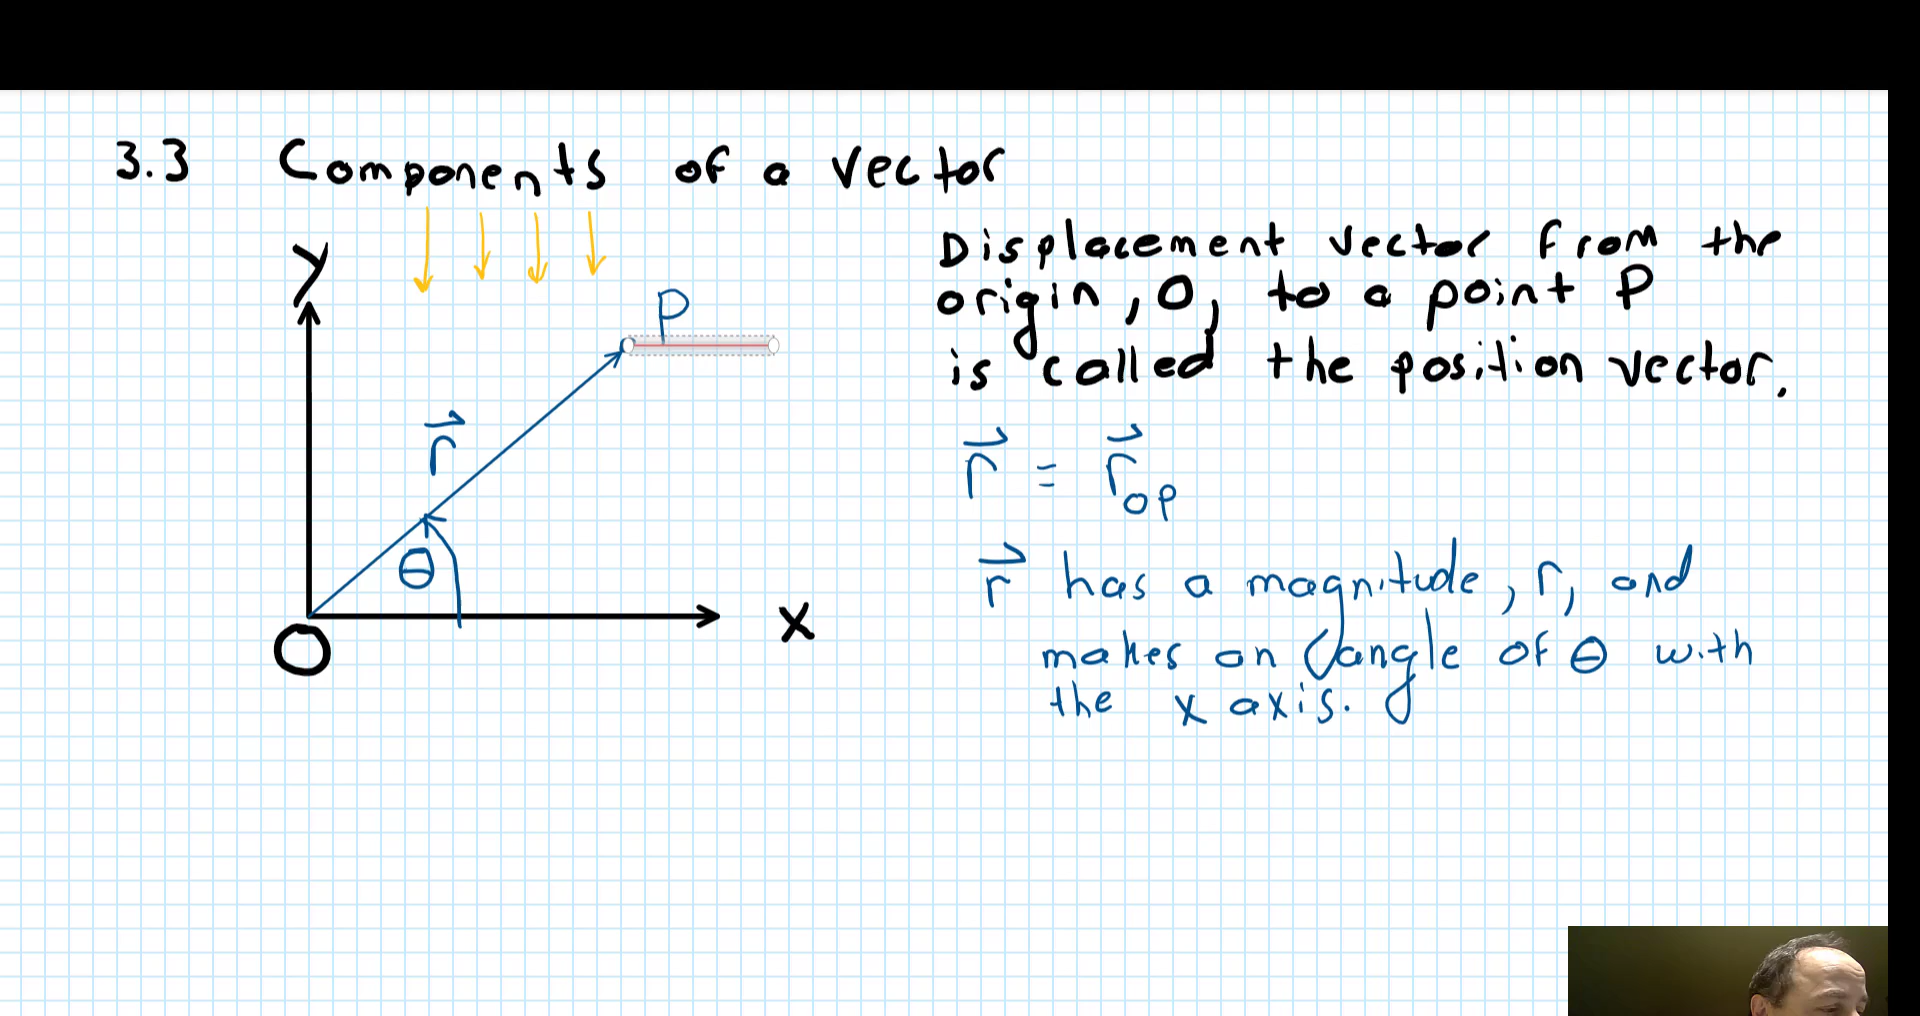 3.3 Components of a vector
y
P
r⃗
θ
O
x
Displacement vector from the
origin, O, to a point P
is called the position vector.
r⃗ = r⃗_OP
r⃗ has a magnitude, r, and
makes an angle of θ with
the x axis.